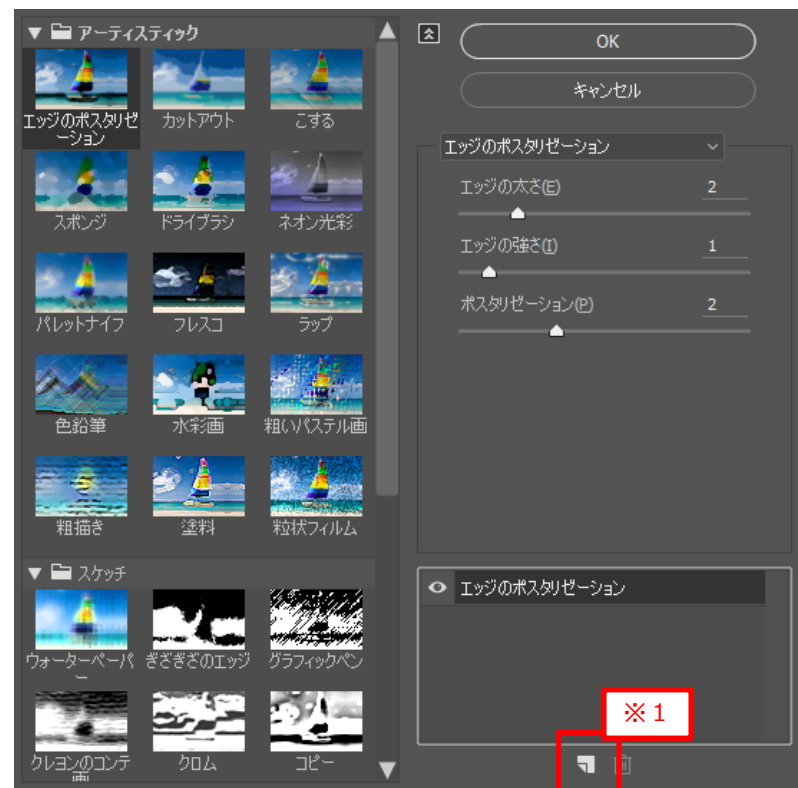 アーティスティック
エッジのポスタリゼ
ーション
カットアウト
こする
スポンジ
ドライブラシ
ネオン光彩
パレットナイフ
フレスコ
ラップ
色鉛筆
水彩画
粗いパステル画
粗描き
塗料
粒状フィルム
スケッチ
ウォーターペーパ
ー
ぎざぎざのエッジ
グラフィックペン
クレヨンのコンテ
画
クロム
コピー
OK
キャンセル
エッジのポスタリゼーション
エッジの太さ(E) 2
エッジの強さ(I) 1
ポスタリゼーション(P) 2
エッジのポスタリゼーション
※1